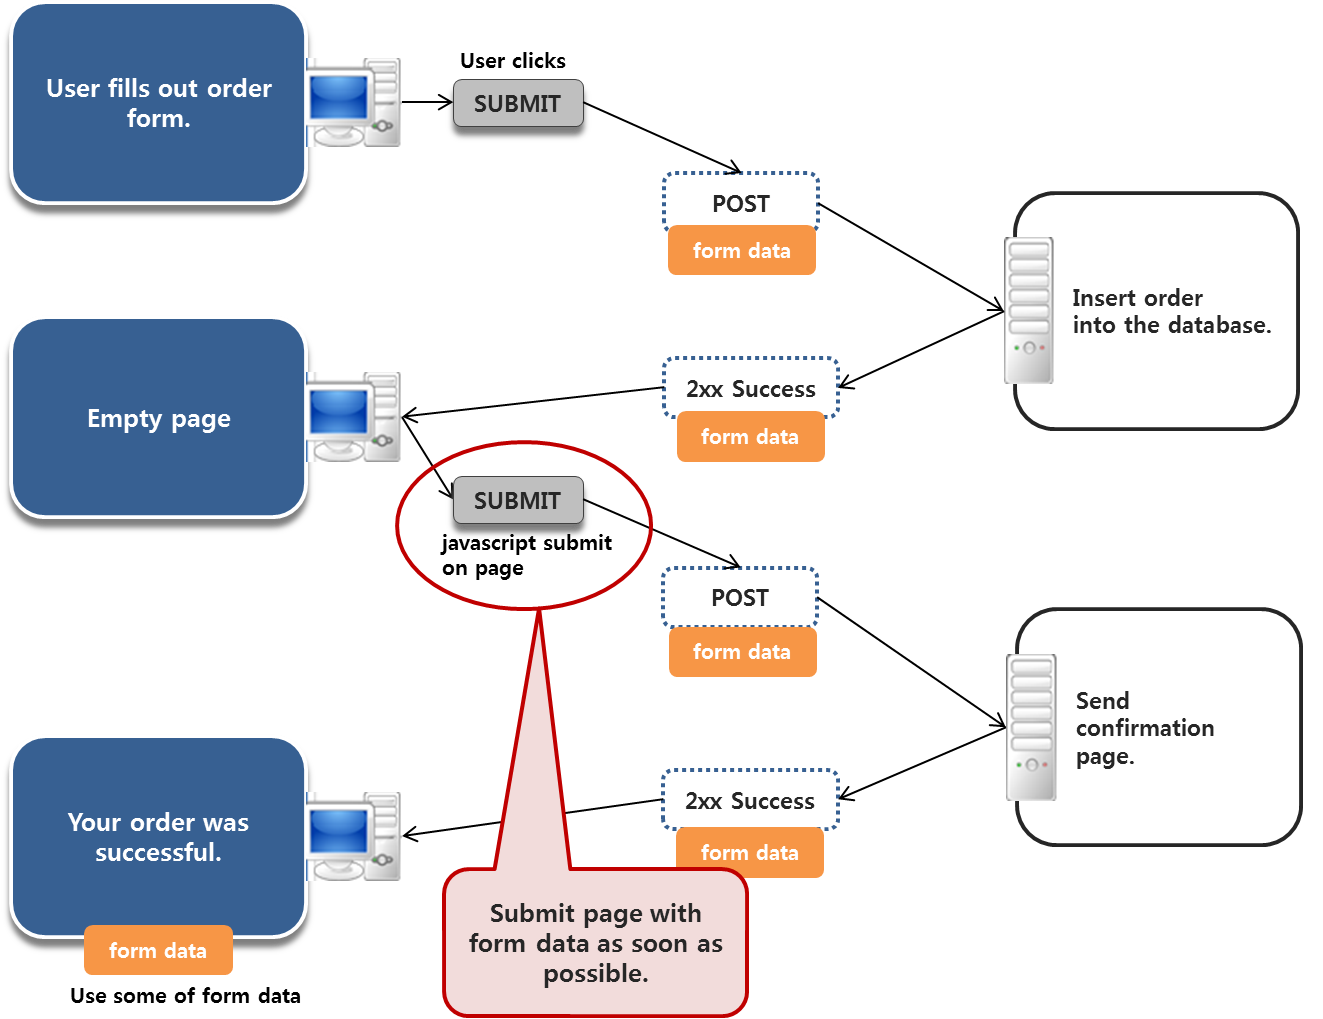 User fills out order
form.
User clicks
SUBMIT
POST
form data
Insert order
into the database.
2xx Success
form data
Empty page
SUBMIT
javascript submit
on page
POST
form data
Send
confirmation
page.
2xx Success
form data
Your order was
successful.
form data
Use some of form data
Submit page with
form data as soon as
possible.